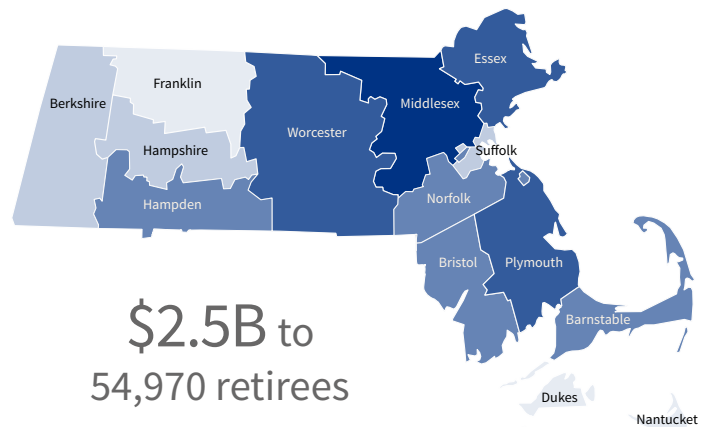 Essex
Franklin
Berkshire
Middlesex
Worcester
Hampshire
Suffolk
Norfolk
Hampden
Bristol
Plymouth
Barnstable
$2.5B to
54,970 retirees
Dukes
Nantucket